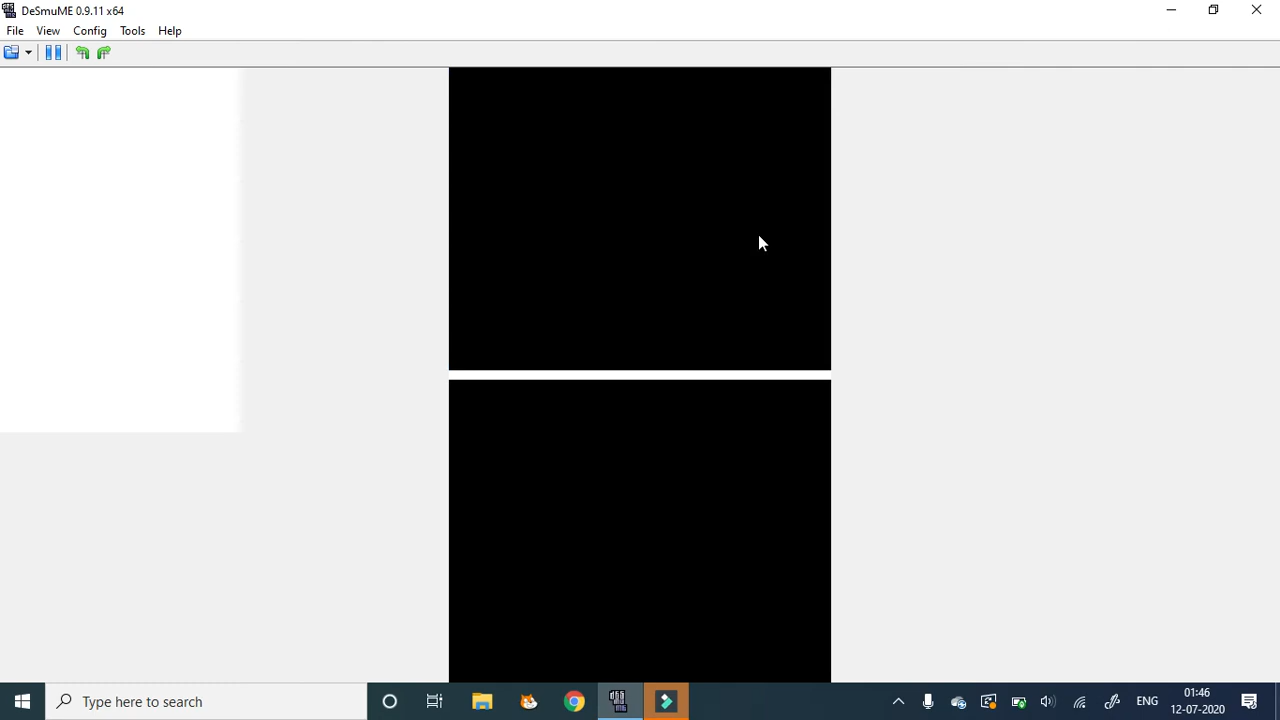 DeSmuME 0.9.11 x64
File View Config Tools Help
Type here to search
ENG
01:46
12-07-2020